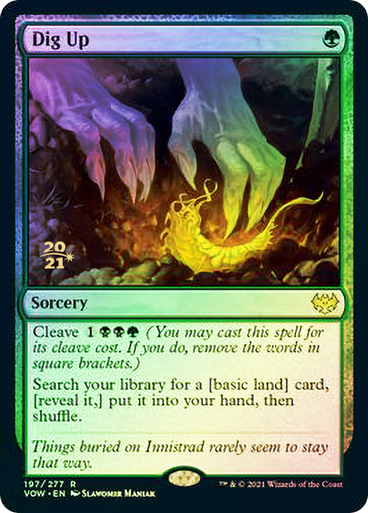 Dig Up
20
21
Sorcery
Cleave 1 (You may cast this spell for
its cleave cost. If you do, remove the words in
square brackets.)
Search your library for a [basic land] card,
[reveal it,] put it into your hand, then
shuffle.
Things buried on Innistrad rarely seem to stay
that way.
197/277 R
VOW • EN Slawomir Maniak
™ & © 2021 Wizards of the Coast